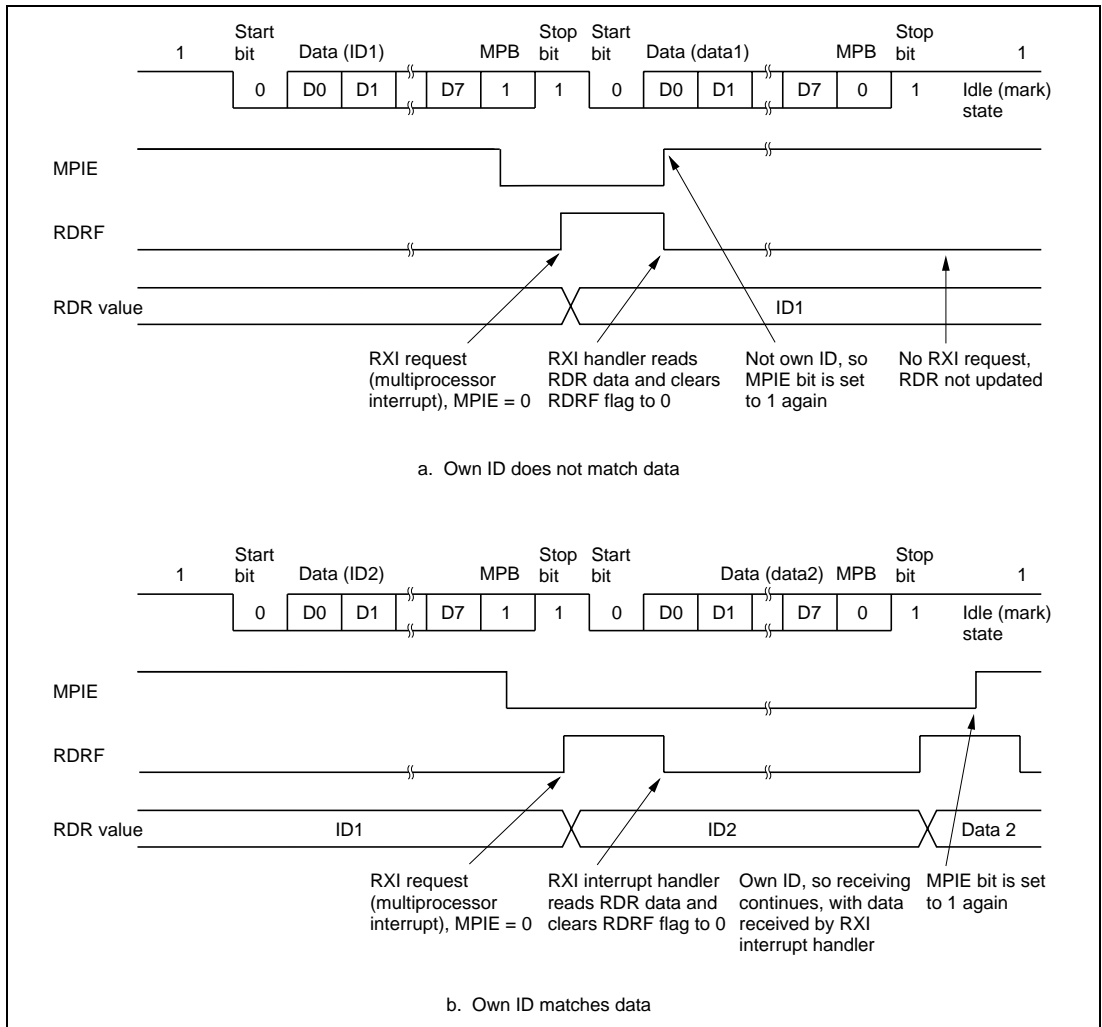 Start Stop Start Stop
1 bit Data (ID1) MPB bit bit Data (data1) MPB bit 1
0 D0 D1 D7 1 1 0 D0 D1 D7 0 1 Idle (mark)
state
MPIE
RDRF
RDR value ID1
RXI request RXI handler reads Not own ID, so No RXI request,
(multiprocessor RDR data and clears MPIE bit is set RDR not updated
interrupt), MPIE = 0 RDRF flag to 0 to 1 again
a. Own ID does not match data
Start Stop Start Stop
1 bit Data (ID2) MPB bit bit Data (data2) MPB bit 1
0 D0 D1 D7 1 1 0 D0 D1 D7 0 1 Idle (mark)
state
MPIE
RDRF
RDR value ID1 ID2 Data 2
RXI request RXI interrupt handler Own ID, so receiving MPIE bit is set
(multiprocessor reads RDR data and continues, with data to 1 again
interrupt), MPIE = 0 clears RDRF flag to 0 received by RXI
interrupt handler
b. Own ID matches data